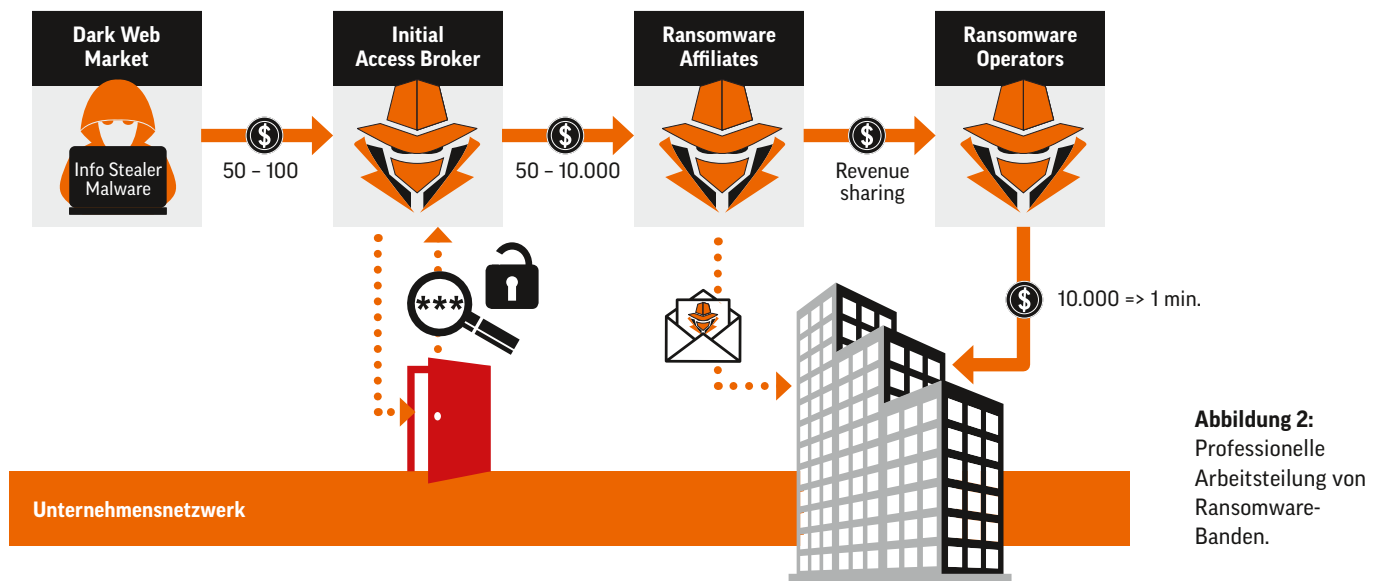 Dark Web
Market
Initial
Access Broker
Ransomware
Affiliates
Ransomware
Operators
Info Stealer
Malware
$
50 – 100
$
50 – 10.000
$
Revenue
sharing
***
$
10.000 => 1 min.
Unternehmensnetzwerk
Abbildung 2:
Professionelle
Arbeitsteilung von
Ransomware-
Banden.